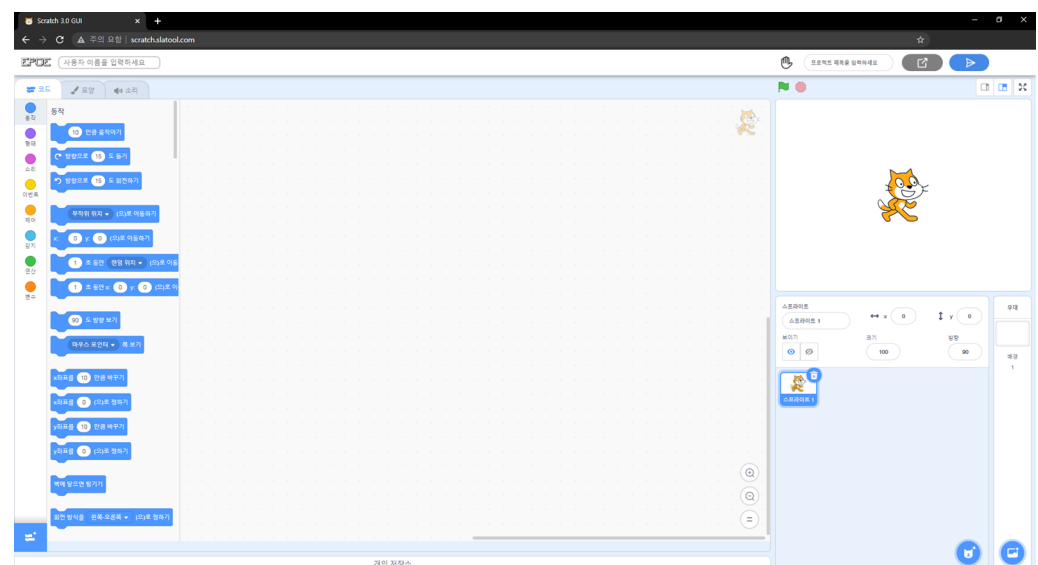 Scratch 3.0 GUI
주의 요함 scratch.slatool.com
EPOE 사용자 이름을 입력하세요
프로젝트 제목을 입력하세요
코드 모양 소리
동작
형태
소리
이벤트
제어
감지
연산
변수
동작
10 만큼 움직이기
방향으로 15 도 돌기
방향으로 15 도 회전하기
무작위 위치 (으)로 이동하기
x: 0 y: 0 (으)로 이동하기
1 초 동안 랜덤 위치 (으)로 이동
1 초 동안 x: 0 y: 0 (으)로 이
90 도 방향 보기
마우스 포인터 쪽 보기
x좌표를 10 만큼 바꾸기
x좌표를 0 (으)로 정하기
y좌표를 10 만큼 바꾸기
y좌표를 0 (으)로 정하기
벽에 닿으면 튕기기
회전 방식을 왼쪽-오른쪽 (으)로 정하기
개인 저장소
스프라이트
스프라이트 1
x 0
y 0
보이기
크기
100
방향
90
스프라이트 1
무대
배경
1